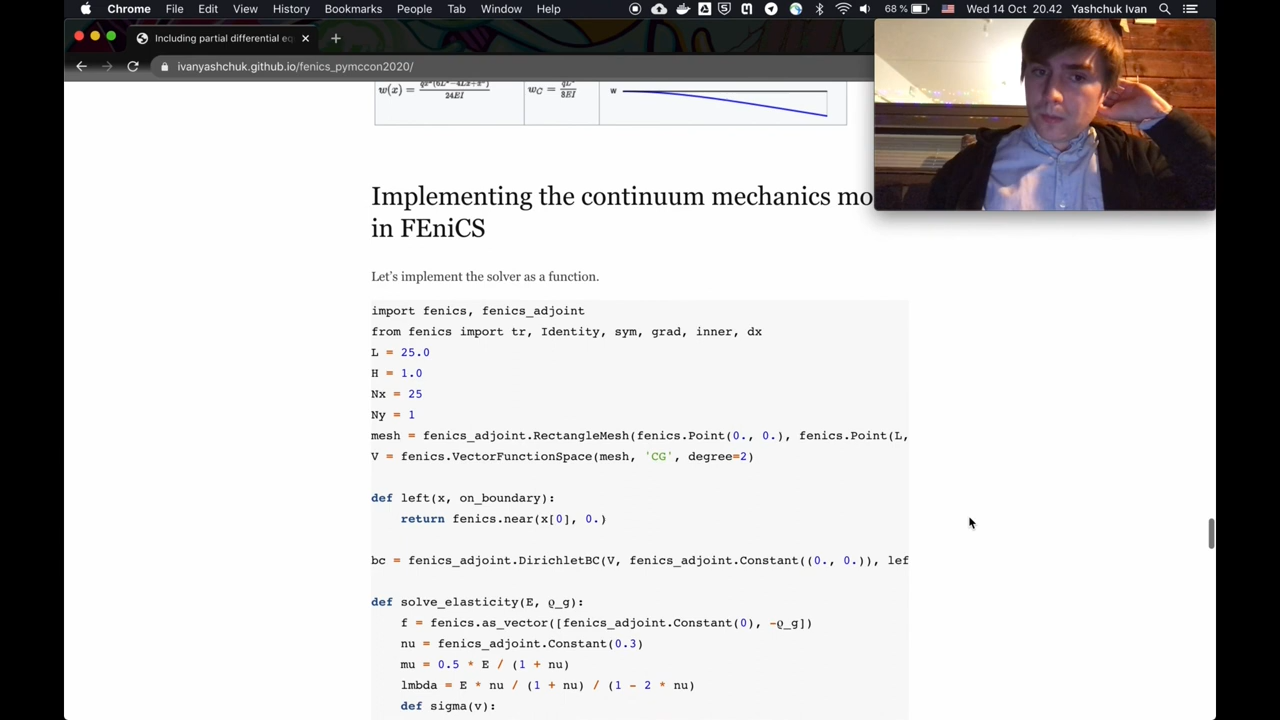 Chrome File Edit View History Bookmarks People Tab Window Help 68 % Wed 14 Oct 20.42 Yashchuk Ivan
Including partial differential eq
ivanyashchuk.github.io/fenics_pymccon2020/
24EI
8EI
w
Implementing the continuum mechanics mo
in FEniCS
Let's implement the solver as a function.
import fenics, fenics_adjoint
from fenics import tr, Identity, sym, grad, inner, dx
L = 25.0
H = 1.0
Nx = 25
Ny = 1
mesh = fenics_adjoint.RectangleMesh(fenics.Point(0., 0.), fenics.Point(L,
V = fenics.VectorFunctionSpace(mesh, 'CG', degree=2)
def left(x, on_boundary):
    return fenics.near(x[0], 0.)
bc = fenics_adjoint.DirichletBC(V, fenics_adjoint.Constant((0., 0.)), lef
def solve_elasticity(E, ϱ_g):
    f = fenics.as_vector([fenics_adjoint.Constant(0), -ϱ_g])
    nu = fenics_adjoint.Constant(0.3)
    mu = 0.5 * E / (1 + nu)
    lmbda = E * nu / (1 + nu) / (1 - 2 * nu)
    def sigma(v):